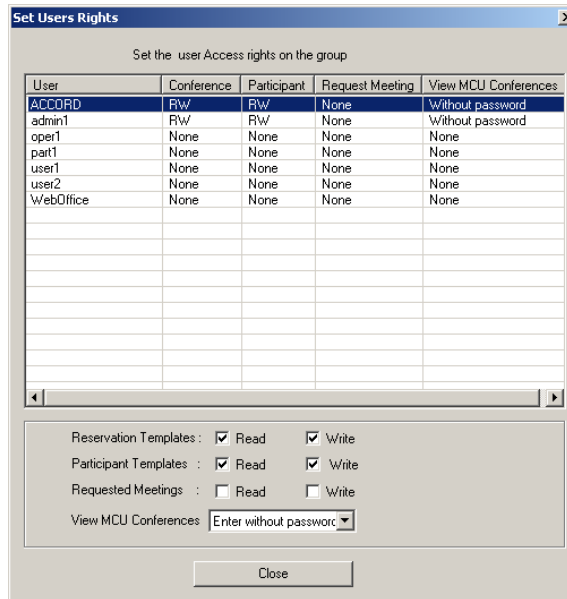 Set Users Rights
Set the user Access rights on the group
User Conference Participant Request Meeting View MCU Conferences
ACCORD RW RW None Without password
admin1 RW RW None Without password
oper1 None None None None
part1 None None None None
user1 None None None None
user2 None None None None
WebOffice None None None None
Reservation Templates : Read Write
Participant Templates : Read Write
Requested Meetings : Read Write
View MCU Conferences Enter without passworc
Close